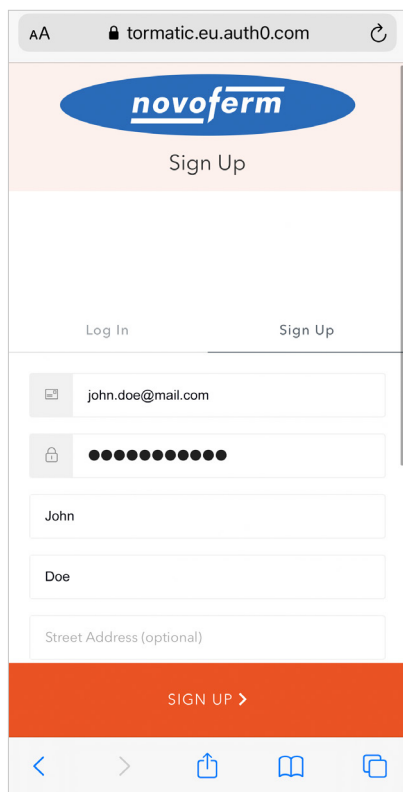 AA tormatic.eu.auth0.com
novoferm
Sign Up
Log In Sign Up
john.doe@mail.com
●●●●●●●●●●●
John
Doe
Street Address (optional)
SIGN UP >